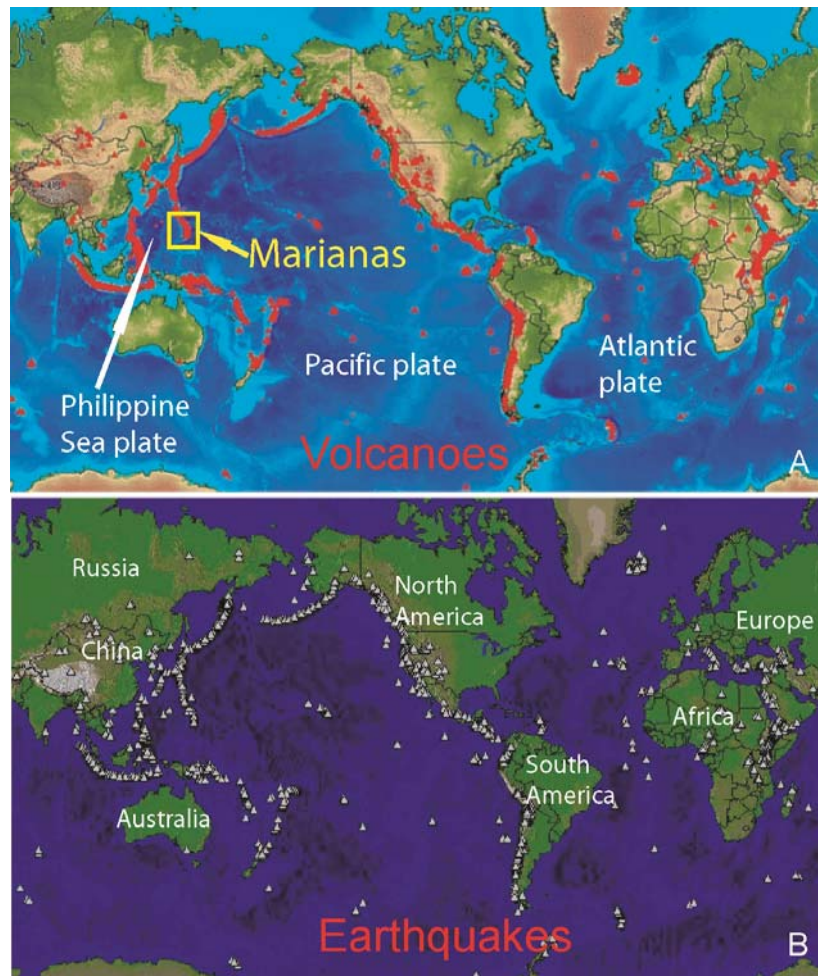 Marianas
Pacific plate
Atlantic
plate
Philippine
Sea plate
Volcanoes
A
Russia
North
America
Europe
China
Africa
South
America
Australia
Earthquakes
B